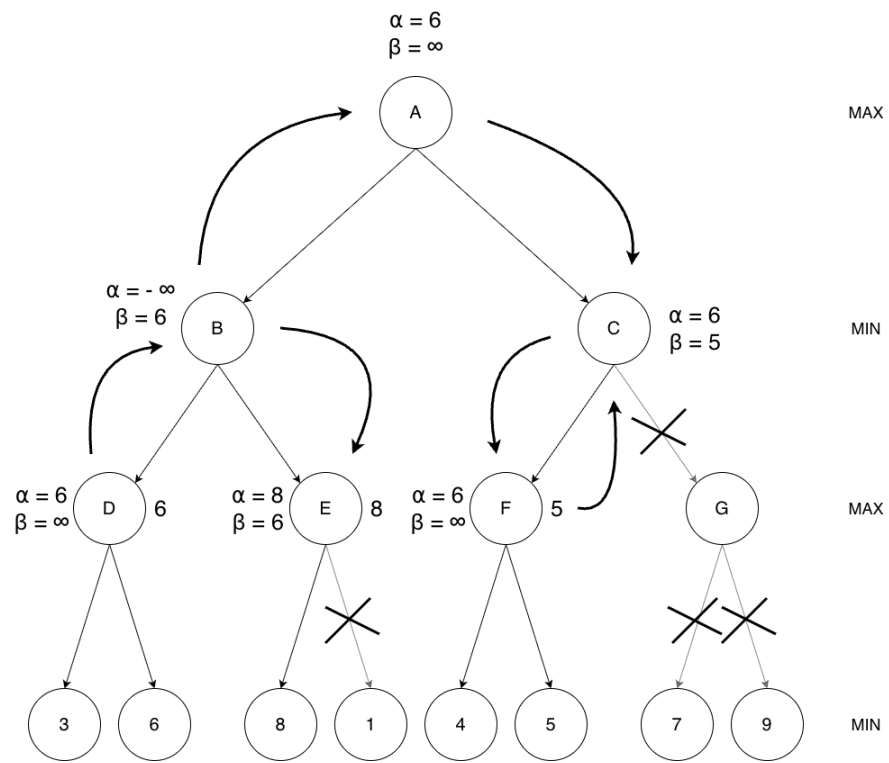 α = 6
β = ∞
A
MAX
α = - ∞
β = 6
B
C
α = 6
β = 5
MIN
α = 6
β = ∞
D
6
α = 8
β = 6
E
8
α = 6
β = ∞
F
5
G
MAX
3
6
8
1
4
5
7
9
MIN